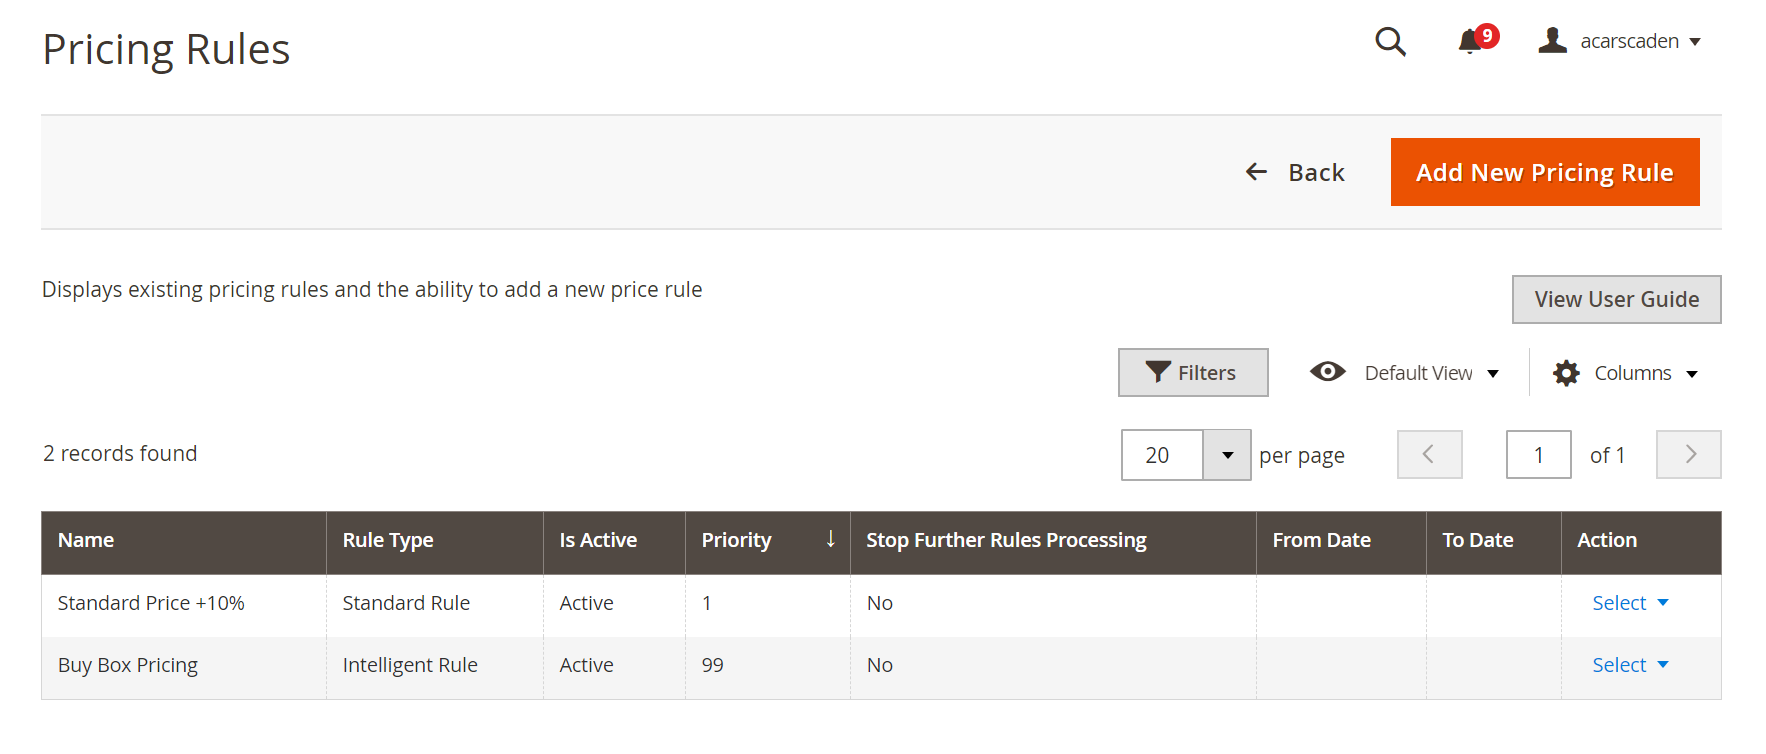 Pricing Rules
9
acarscaden
Back
Add New Pricing Rule
Displays existing pricing rules and the ability to add a new price rule
View User Guide
Filters
Default View
Columns
2 records found
20 per page
1 of 1
Name Rule Type Is Active Priority ↓ Stop Further Rules Processing From Date To Date Action
Standard Price +10% Standard Rule Active 1 No Select
Buy Box Pricing Intelligent Rule Active 99 No Select